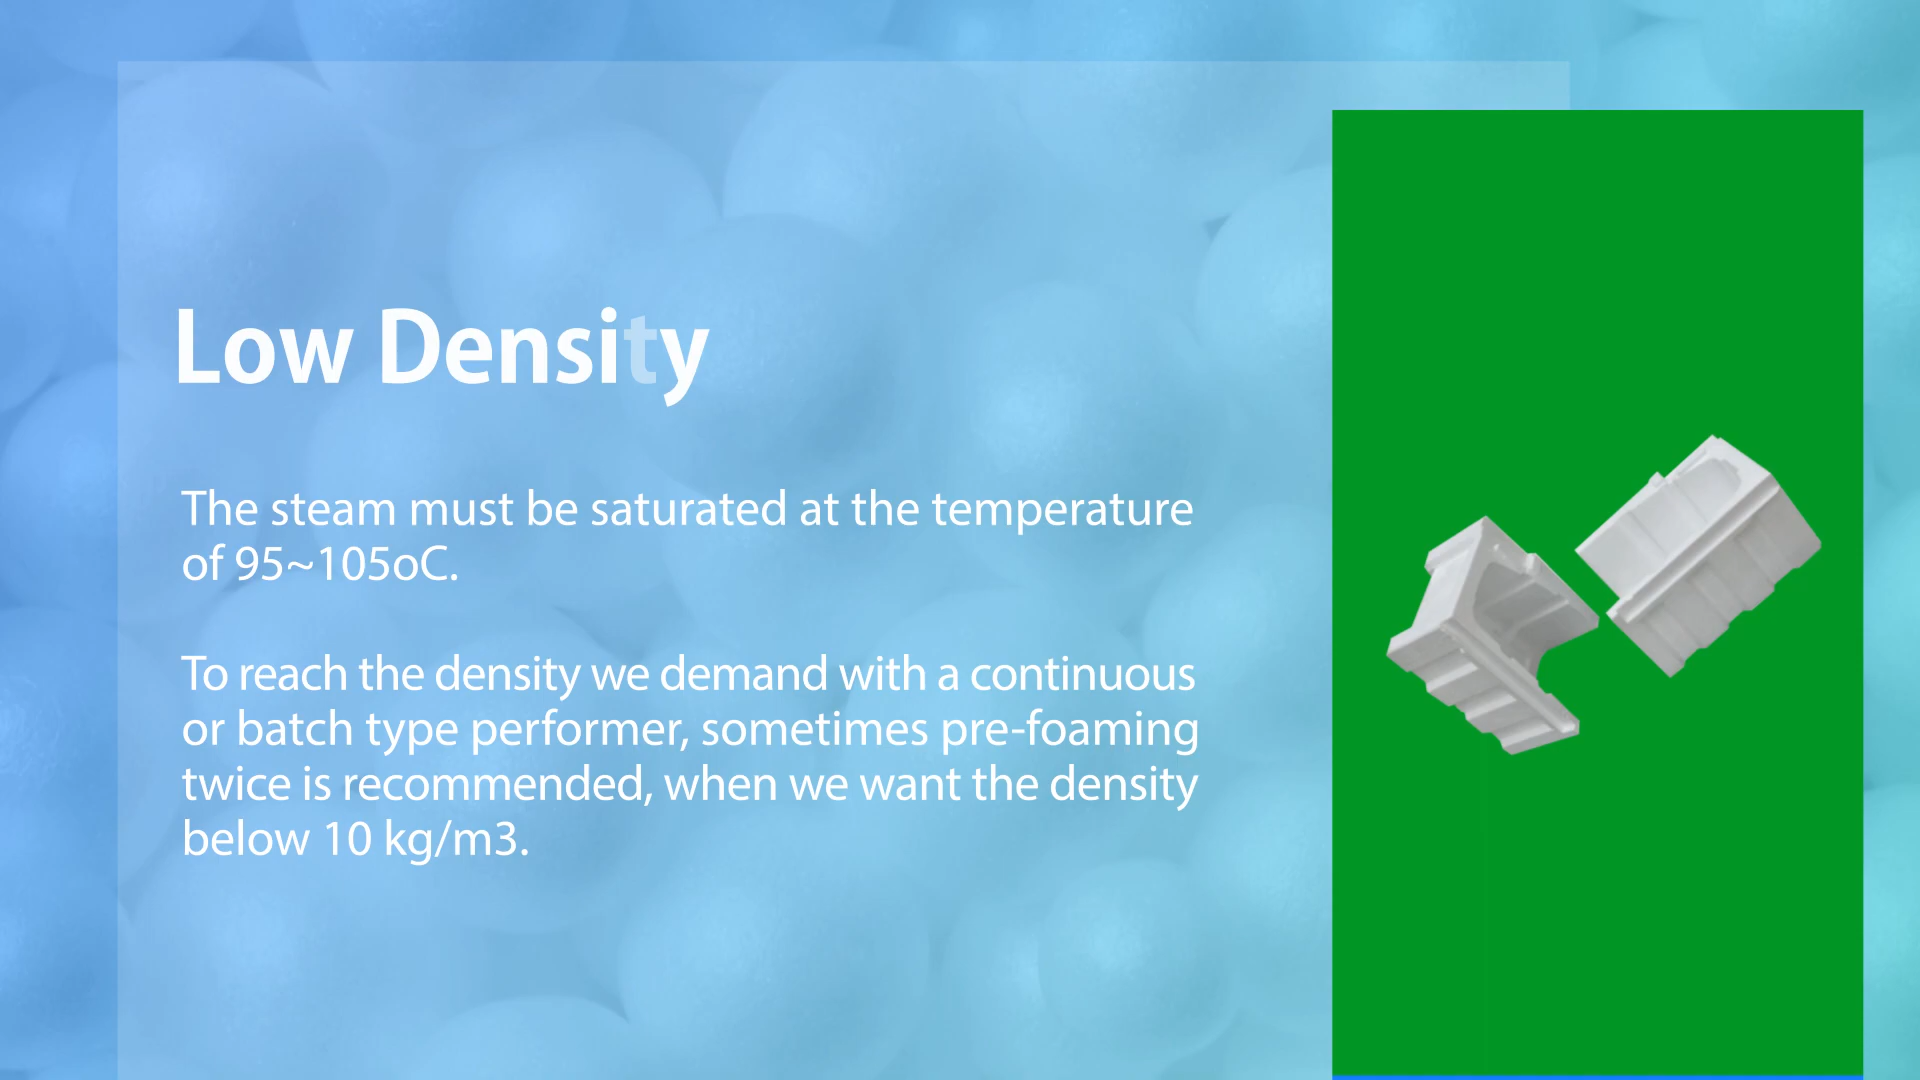 Low Density
The steam must be saturated at the temperature
of 95~105oC.
To reach the density we demand with a continuous
or batch type performer, sometimes pre-foaming
twice is recommended, when we want the density
below 10 kg/m3.